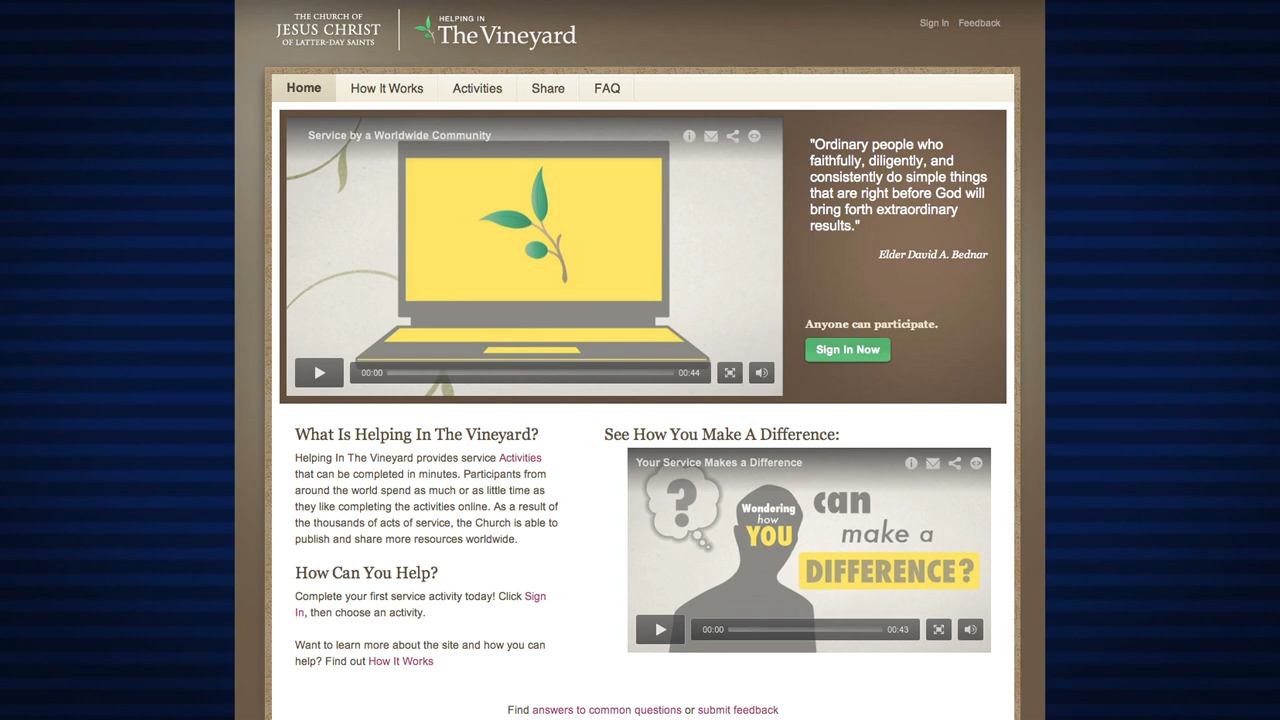 THE CHURCH OF
JESUS CHRIST
OF LATTER-DAY SAINTS
HELPING IN
The Vineyard
Sign In Feedback
Home How It Works Activities Share FAQ
Service by a Worldwide Community
00:00 00:44
"Ordinary people who
faithfully, diligently, and
consistently do simple things
that are right before God will
bring forth extraordinary
results."
Elder David A. Bednar
Anyone can participate.
Sign In Now
What Is Helping In The Vineyard?
Helping In The Vineyard provides service Activities
that can be completed in minutes. Participants from
around the world spend as much or as little time as
they like completing the activities online. As a result of
the thousands of acts of service, the Church is able to
publish and share more resources worldwide.
How Can You Help?
Complete your first service activity today! Click Sign
In, then choose an activity.
Want to learn more about the site and how you can
help? Find out How It Works
See How You Make A Difference:
Your Service Makes a Difference
?
Wondering
how
YOU
can
make a
DIFFERENCE?
00:00 00:43
Find answers to common questions or submit feedback